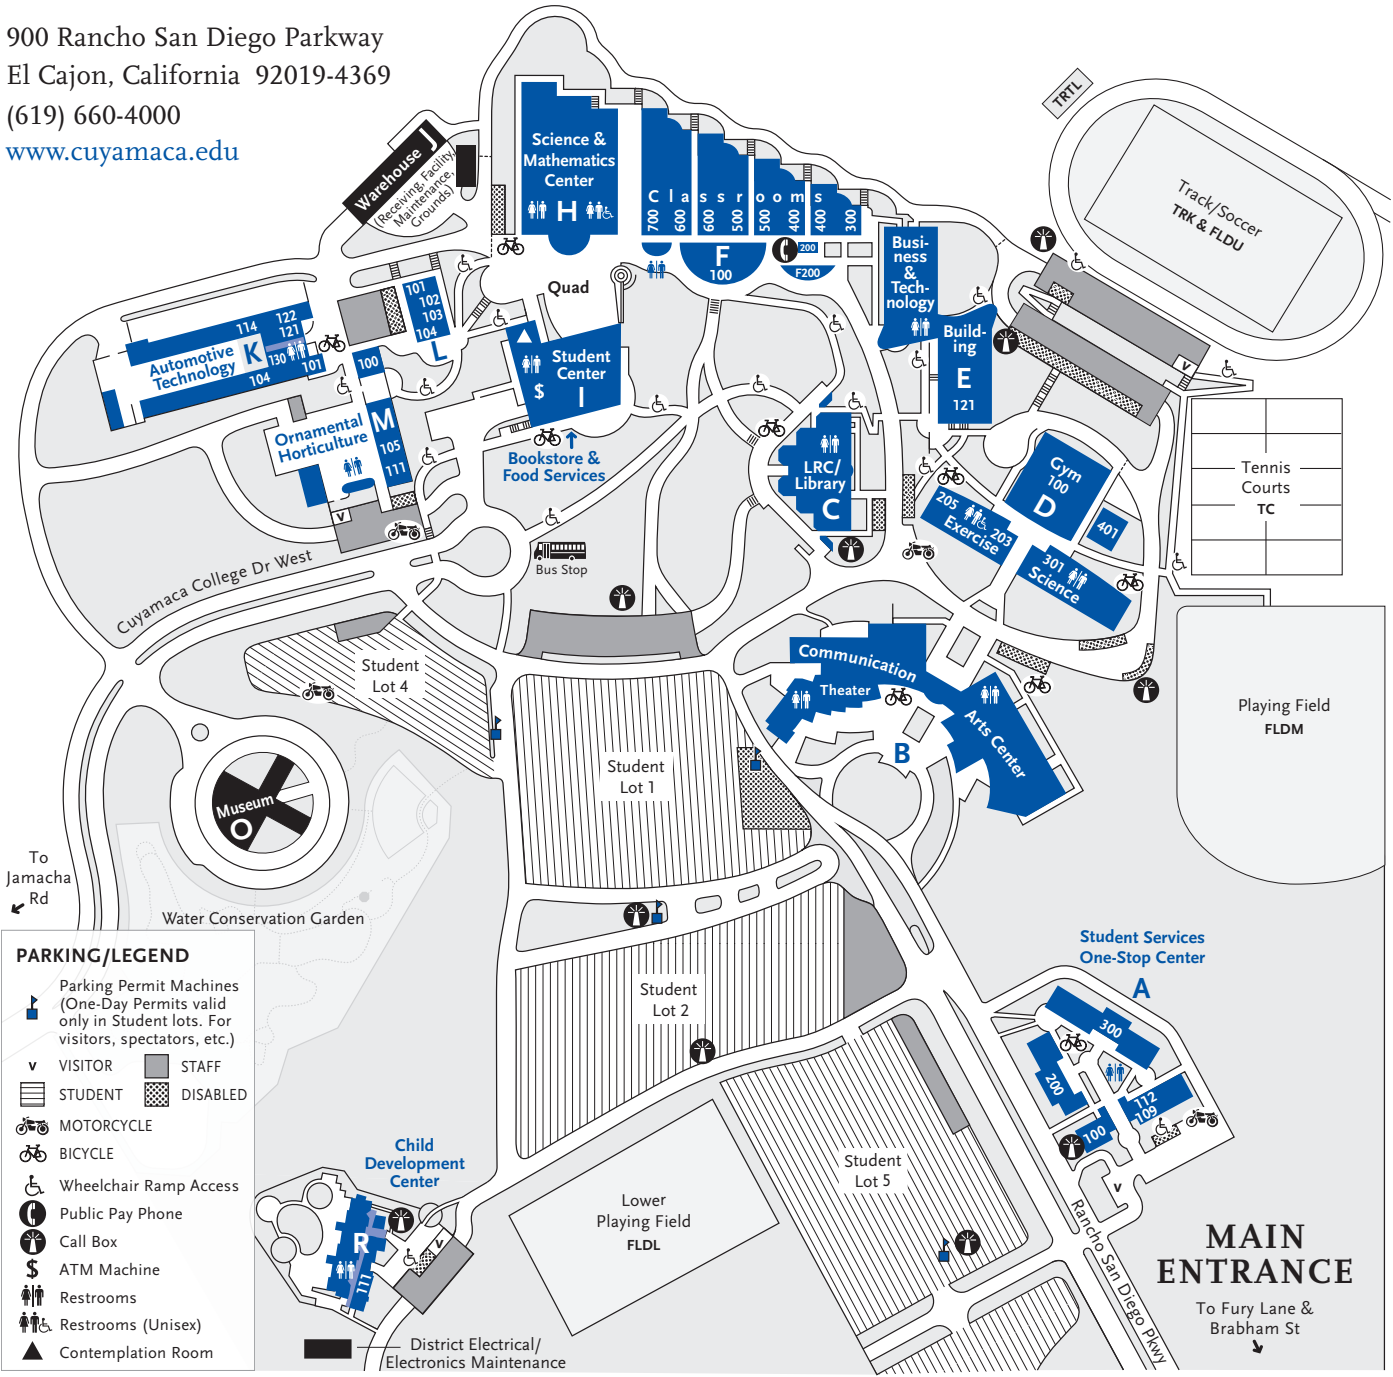 900 Rancho San Diego Parkway
El Cajon, California 92019-4369
(619) 660-4000
www.cuyamaca.edu
TRTL
Track/Soccer
TRK & FLDU
Warehouse J
(Receiving, Facility,
Maintenance,
Grounds)
Science &
Mathematics
Center
H
Classrooms
700
600
600
500
500
400
400
300
F
100
200
F200
Busi-
ness
&
Tech-
nology
Build-
ing
E
121
Quad
101
102
103
104
L
114
122
121
Automotive
Technology
K
130
101
104
100
M
Ornamental
Horticulture
105
111
V
Student
Center
$
I
Bookstore &
Food Services
LRC/
Library
C
V
Gym
100
D
401
205
203
Exercise
301
Science
Tennis
Courts
TC
Bus Stop
Cuyamaca College Dr West
Student
Lot 4
Communication
Theater
Arts Center
B
Playing Field
FLDM
Student
Lot 1
Museum
O
To
Jamacha
Rd
Water Conservation Garden
Student
Lot 2
Student Services
One-Stop Center
A
300
200
112
109
100
V
Student
Lot 5
Child
Development
Center
R
111
V
Lower
Playing Field
FLDL
Rancho San Diego Pkwy
MAIN
ENTRANCE
To Fury Lane &
Brabham St
District Electrical/
Electronics Maintenance
PARKING/LEGEND
Parking Permit Machines
(One-Day Permits valid
only in Student lots. For
visitors, spectators, etc.)
V VISITOR
STAFF
STUDENT
DISABLED
MOTORCYCLE
BICYCLE
Wheelchair Ramp Access
Public Pay Phone
Call Box
$ ATM Machine
Restrooms
Restrooms (Unisex)
Contemplation Room